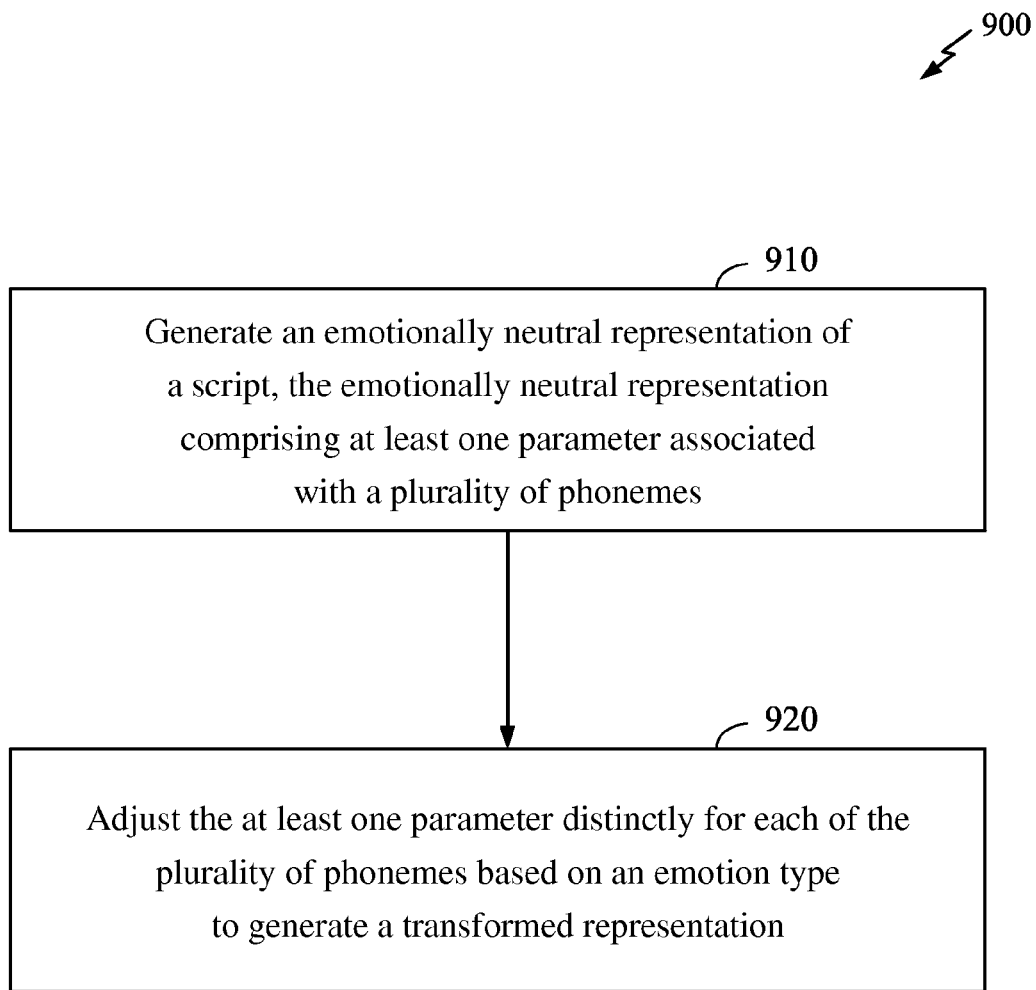 900
910
Generate an emotionally neutral representation of
a script, the emotionally neutral representation
comprising at least one parameter associated
with a plurality of phonemes
920
Adjust the at least one parameter distinctly for each of the
plurality of phonemes based on an emotion type
to generate a transformed representation